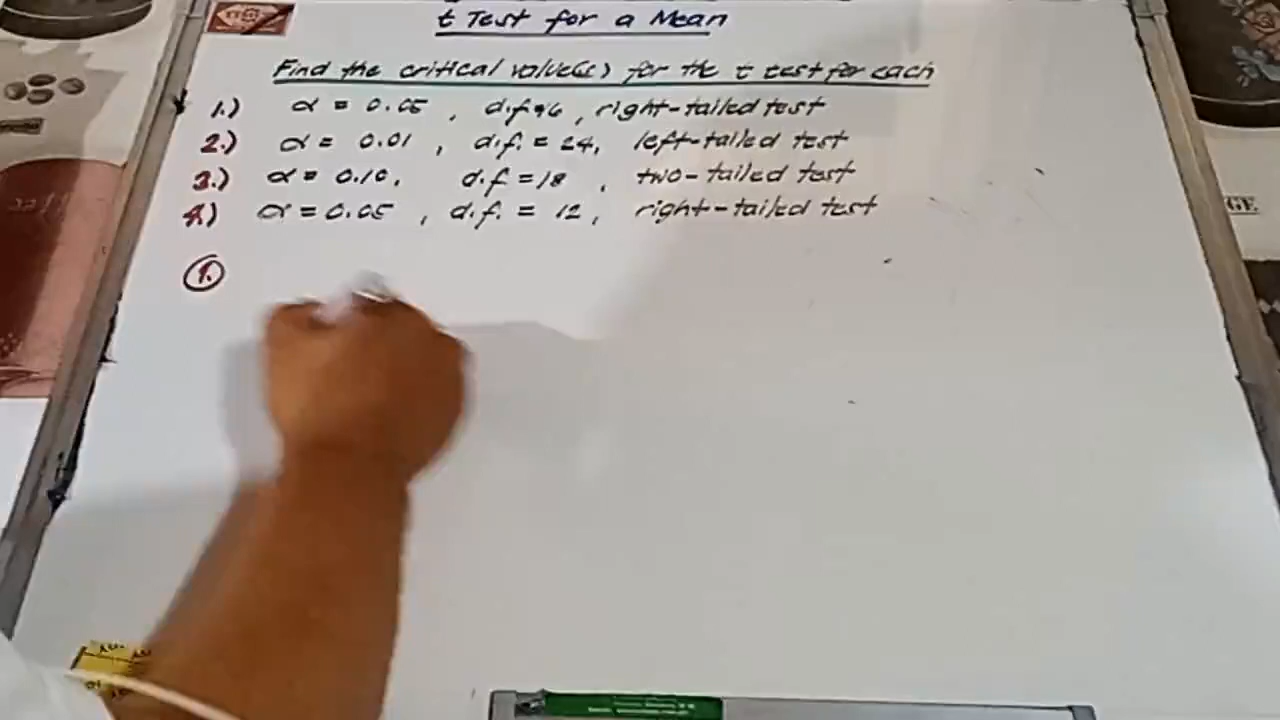 t Test for a Mean
Find the critical value(s) for the t test for each
1.) α = 0.05 , d.f = 16 , right-tailed test
2.) α = 0.01 , d.f. = 24, left-tailed test
3.) α = 0.10, d.f = 18 , two-tailed test
4.) α = 0.05 , d.f. = 12, right-tailed test
1.
GE